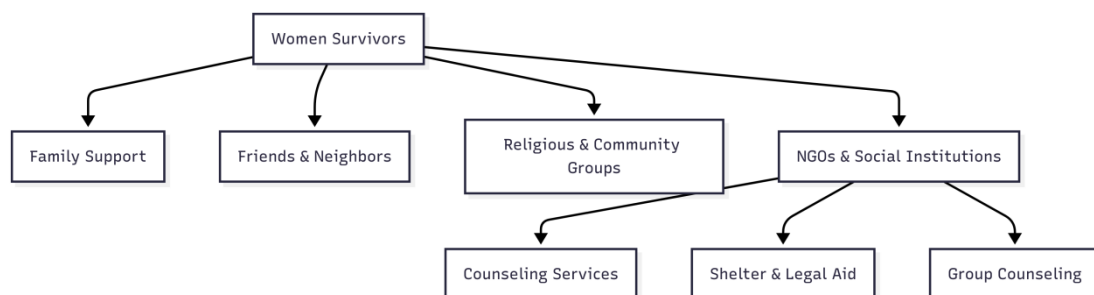 Women Survivors
Family Support
Friends & Neighbors
Religious & Community
Groups
NGOs & Social Institutions
Counseling Services
Shelter & Legal Aid
Group Counseling